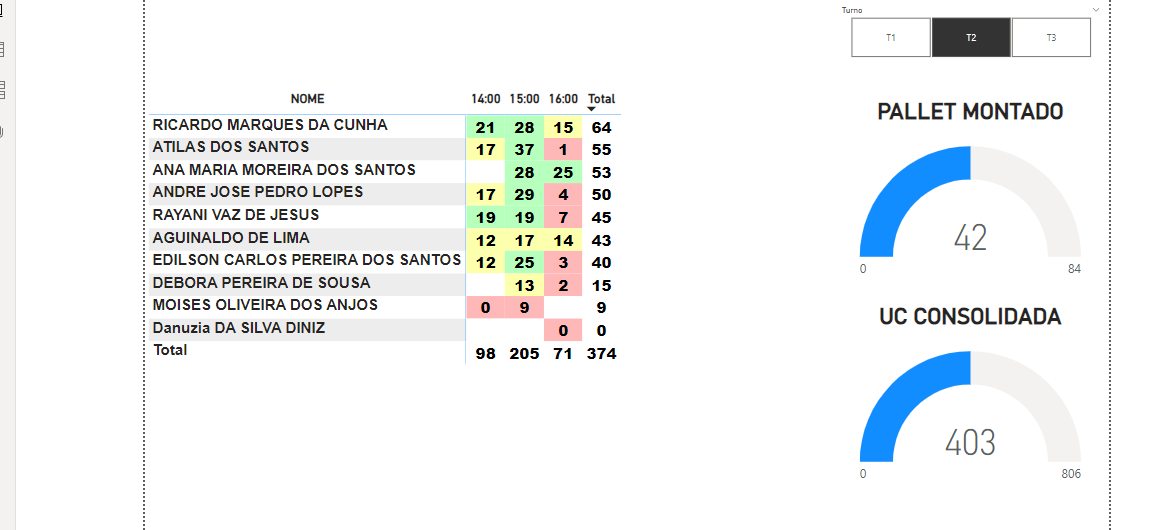 Turno
T1 T2 T3
NOME 14:00 15:00 16:00 Total
RICARDO MARQUES DA CUNHA 21 28 15 64
ATILAS DOS SANTOS 17 37 1 55
ANA MARIA MOREIRA DOS SANTOS 28 25 53
ANDRE JOSE PEDRO LOPES 17 29 4 50
RAYANI VAZ DE JESUS 19 19 7 45
AGUINALDO DE LIMA 12 17 14 43
EDILSON CARLOS PEREIRA DOS SANTOS 12 25 3 40
DEBORA PEREIRA DE SOUSA 13 2 15
MOISES OLIVEIRA DOS ANJOS 0 9 9
Danuzia DA SILVA DINIZ 0 0
Total 98 205 71 374
PALLET MONTADO
42
0 84
UC CONSOLIDADA
403
0 806